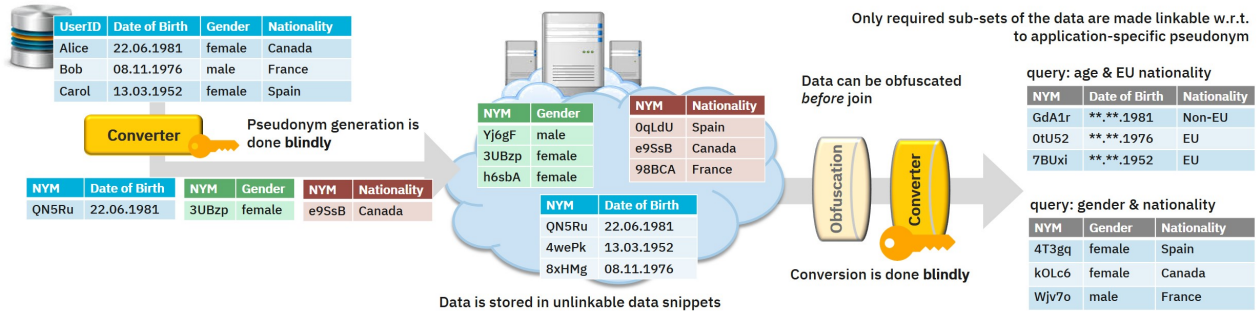 UserID Date of Birth Gender Nationality
Alice 22.06.1981 female Canada
Bob 08.11.1976 male France
Carol 13.03.1952 female Spain
Converter
Pseudonym generation is
done blindly
NYM Date of Birth
QN5Ru 22.06.1981
NYM Gender
3UBzp female
NYM Nationality
e9SsB Canada
NYM Gender
Yj6gF male
3UBzp female
h6sbA female
NYM Nationality
0qLdU Spain
e9SsB Canada
98BCA France
NYM Date of Birth
QN5Ru 22.06.1981
4wePk 13.03.1952
8xHMg 08.11.1976
Data is stored in unlinkable data snippets
Data can be obfuscated
before join
Obfuscation
Converter
Conversion is done blindly
Only required sub-sets of the data are made linkable w.r.t.
to application-specific pseudonym
query: age & EU nationality
NYM Date of Birth Nationality
GdA1r **.**.1981 Non-EU
0tU52 **.**.1976 EU
7BUxi **.**.1952 EU
query: gender & nationality
NYM Gender Nationality
4T3gq female Spain
kOLc6 female Canada
Wjv7o male France